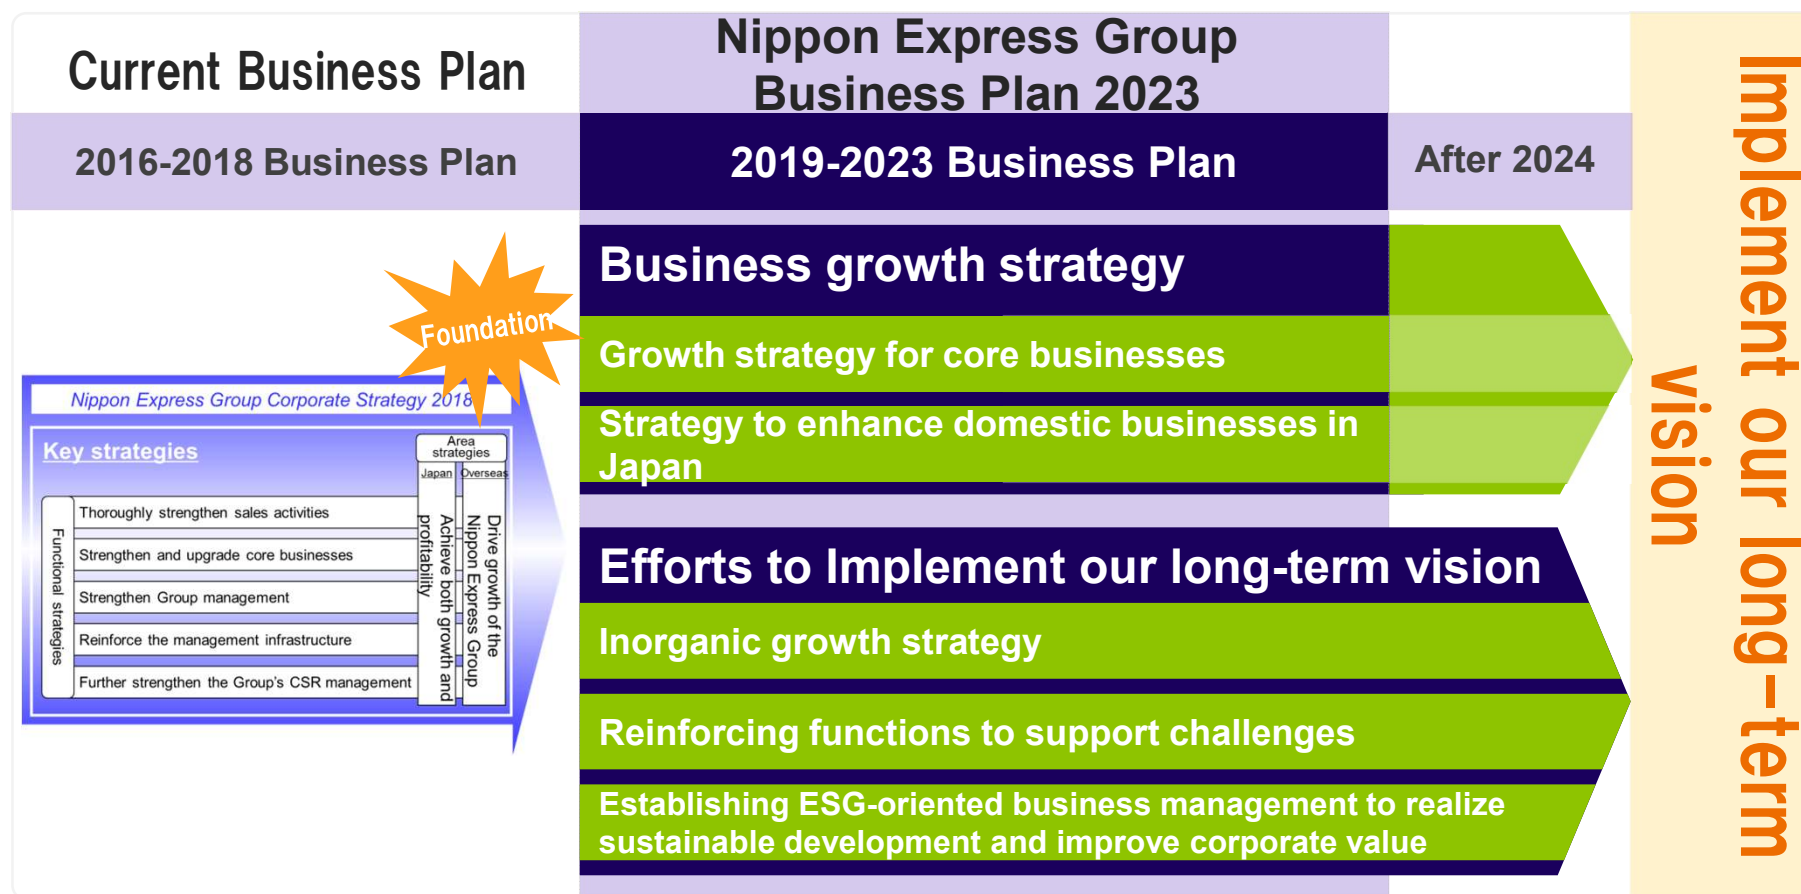 Current Business Plan
Nippon Express Group
Business Plan 2023
2016-2018 Business Plan
2019-2023 Business Plan
After 2024
Foundation
Nippon Express Group Corporate Strategy 2018
Key strategies
Area
strategies
Japan
Overseas
Functional strategies
Thoroughly strengthen sales activities
Strengthen and upgrade core businesses
Strengthen Group management
Reinforce the management infrastructure
Further strengthen the Group's CSR management
Achieve both growth and
profitability
Drive growth of the
Nippon Express Group
Business growth strategy
Growth strategy for core businesses
Strategy to enhance domestic businesses in
Japan
Efforts to Implement our long-term vision
Inorganic growth strategy
Reinforcing functions to support challenges
Establishing ESG-oriented business management to realize
sustainable development and improve corporate value
Implement our long-term
vision